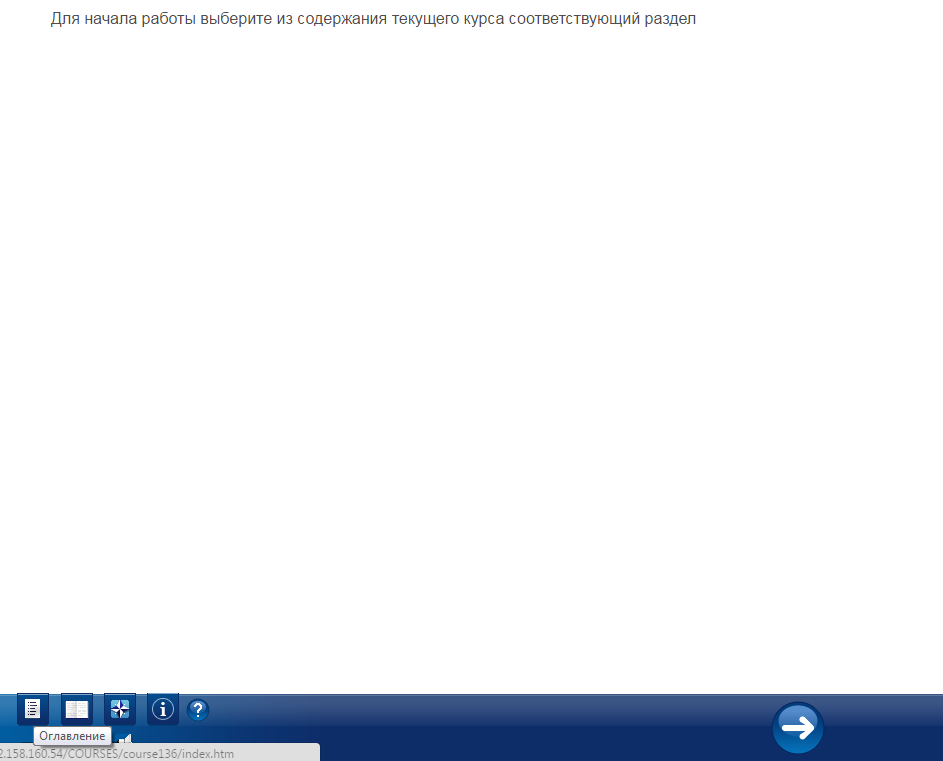 Для начала работы выберите из содержания текущего курса соответствующий раздел
?
Оглавление
2.158.160.54/COURSES/course136/index.htm